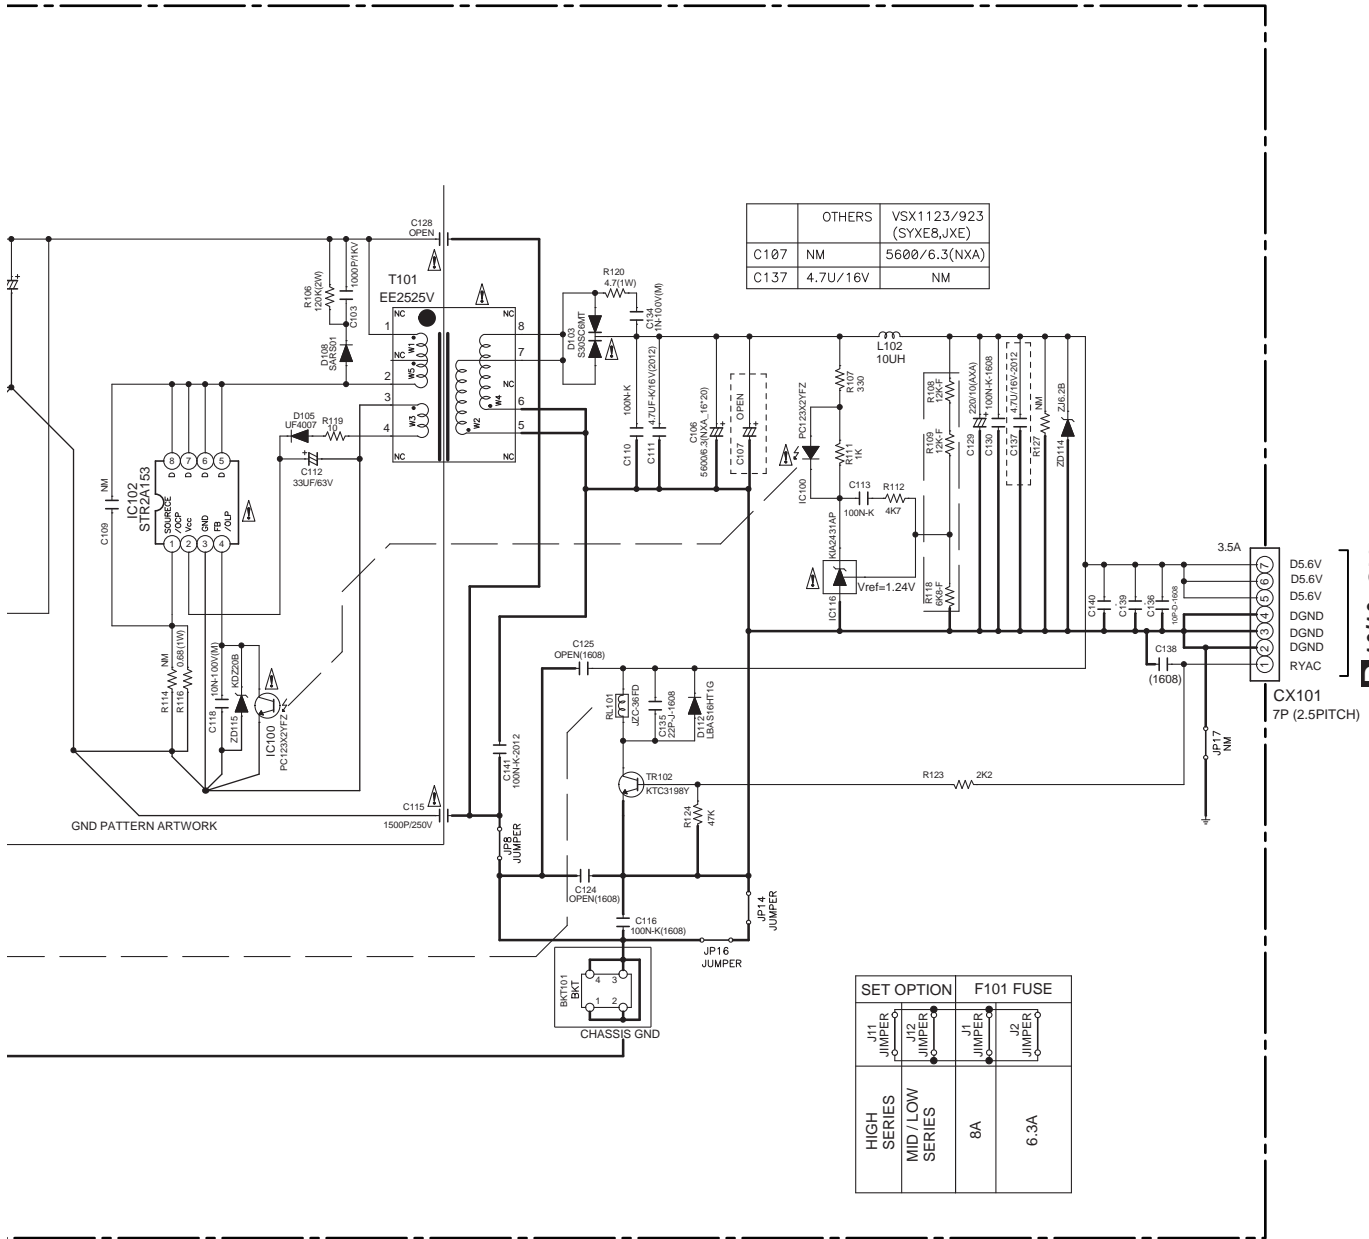 OTHERS VSX1123/923
(SYXE8,JXE)
C107 NM 5600/6.3(NXA)
C137 4.7U/16V NM
C128
OPEN
R106
120K(2W)
1000P/1KV
C103
D108
SARS01
T101
EE2525V
NC
NC
1
NC
NC
2
3
4
NC
NC
8
7
6
5
W1
W5
W3
W4
W2
R120
4.7(1W)
C134
1N-100V(M)
D103
S30SC6MT
C110
100N-K
C111
4.7UF-K/16V(2012)
C106
5600/6.3(NXA_16*20)
C107
OPEN
R107
330
PC123X2YFZ
IC100
R111
1K
C113
100N-K
R112
4K7
KIA2431AP
Vref=1.24V
IC116
L102
10UH
R108
12K-F
R109
12K-F
R118
6K8-F
C129
220/10(AXA)
C130
100N-K-1608
C137
4.7U/16V-2012
R127
NM
ZD114
ZJ6.2B
D105
UF4007
R119
10
C112
33UF/63V
C109
NM
IC102
STR2A153
8 7 6 5
D D D D
SOURECE
/OCP
Vcc
GND
FB
/OLP
1 2 3 4
R114
NM
R116
0.68(1W)
C118
10N-100V(M)
ZD115
KDZ20B
IC100
PC123X2YFZ
GND PATTERN ARTWORK
C115
1500P/250V
C141
100N-K-2012
JP8
JUMPER
C125
OPEN(1608)
RL101
JZC-36FD
C135
22P-J-1608
D112
LBAS16HT1G
TR102
KTC3198Y
R124
47K
R123 2K2
C124
OPEN(1608)
C116
100N-K(1608)
JP14
JUMPER
JP16
JUMPER
BKT101
BKT
4 3
1 2
CHASSIS GND
3.5A
C140
C139
C136
10P-D-1608
C138
(1608)
JP17
NM
7 D5.6V
6 D5.6V
5 D5.6V
4 DGND
3 DGND
2 DGND
1 RYAC
CX101
7P (2.5PITCH)
SET OPTION F101 FUSE
J11
JIMPER
J12
JIMPER
J1
JIMPER
J2
JIMPER
HIGH
SERIES
MID / LOW
SERIES
8A
6.3A